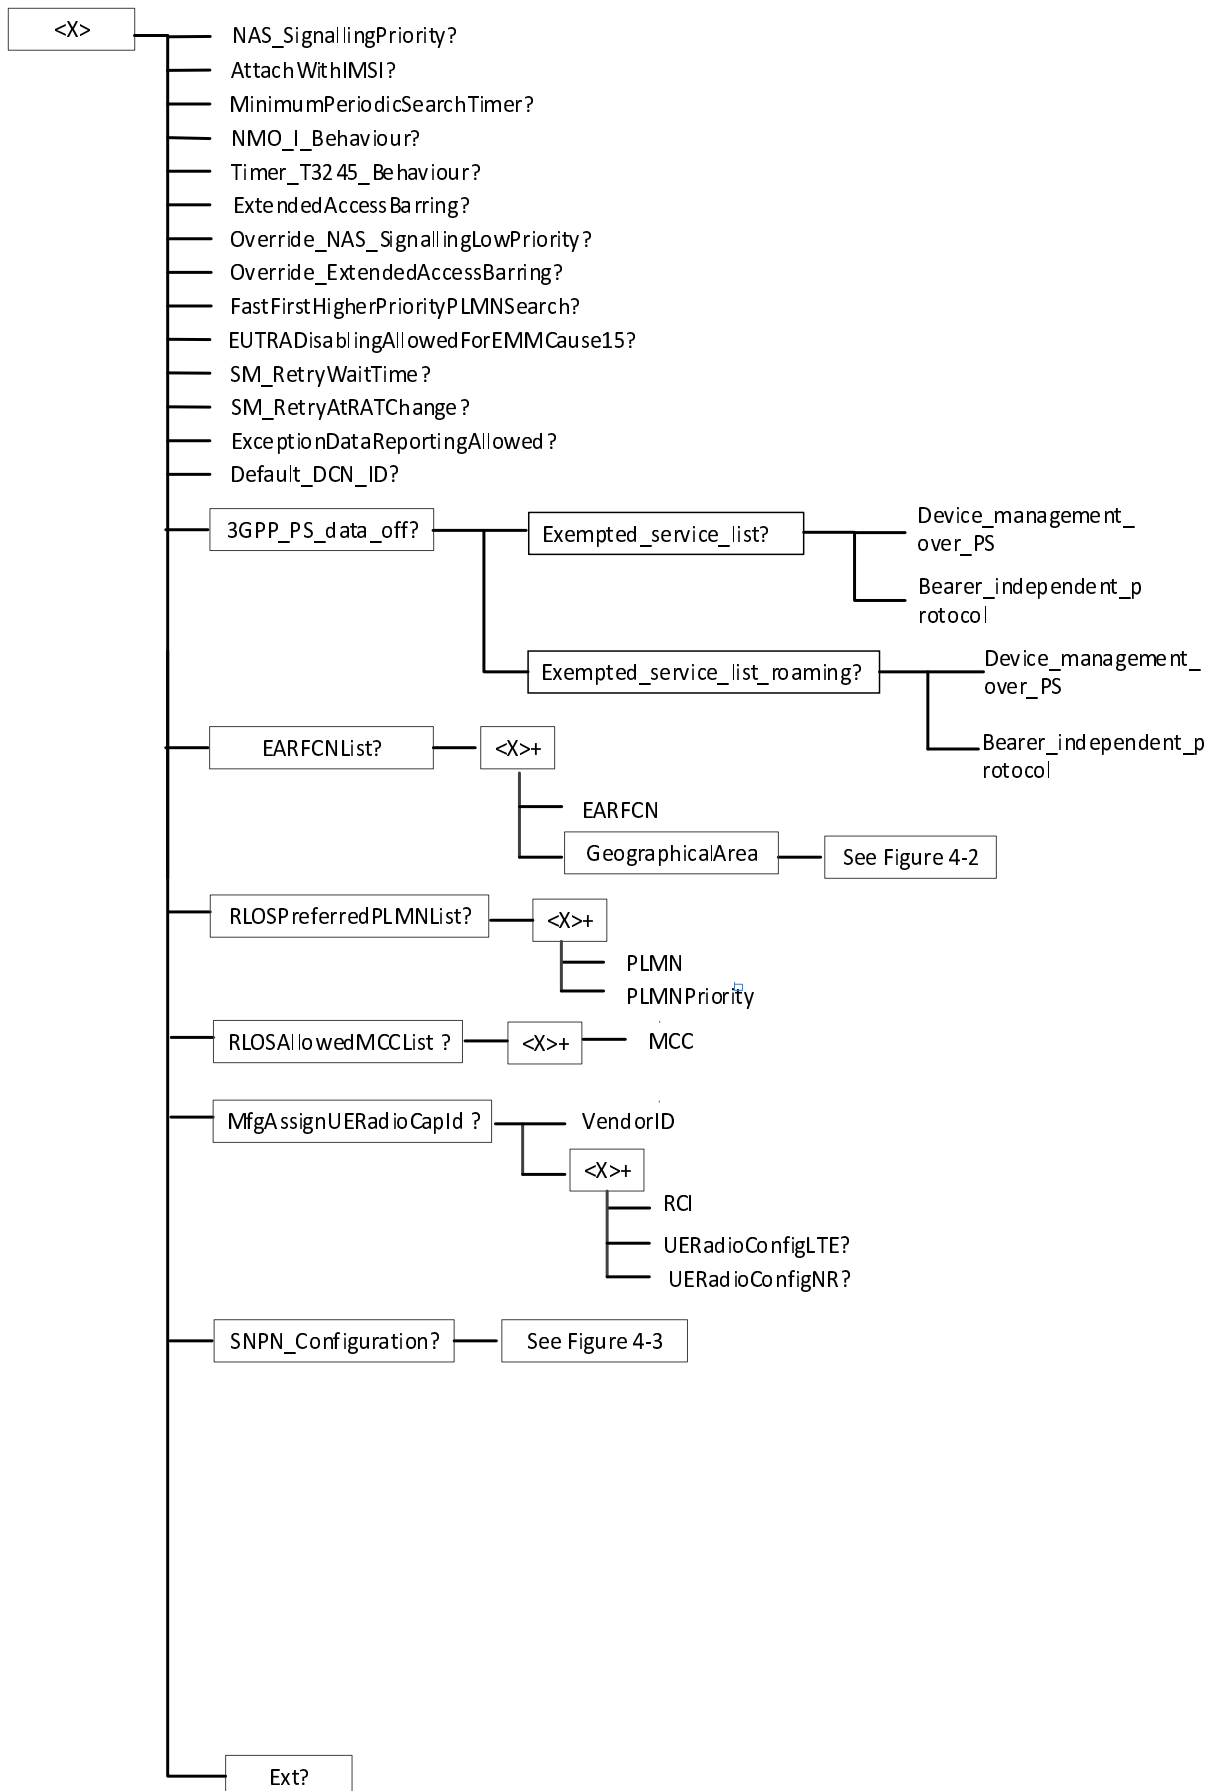 <X>
NAS_SignallingPriority?
AttachWithIMSI?
MinimumPeriodicSearchTimer?
NMO_I_Behaviour?
Timer_T3245_Behaviour?
ExtendedAccessBarring?
Override_NAS_SignallingLowPriority?
Override_ExtendedAccessBarring?
FastFirstHigherPriorityPLMNSearch?
EUTRADisablingAllowedForEMMCause15?
SM_RetryWaitTime?
SM_RetryAtRATChange?
ExceptionDataReportingAllowed?
Default_DCN_ID?
3GPP_PS_data_off?
Exempted_service_list?
Device_management_
over_PS
Bearer_independent_p
rotocol
Exempted_service_list_roaming?
Device_management_
over_PS
Bearer_independent_p
rotocol
EARFCNList?
<X>+
EARFCN
GeographicalArea
See Figure 4-2
RLOSPreferredPLMNList?
<X>+
PLMN
PLMNPriority
RLOSAllowedMCCList ?
<X>+
MCC
MfgAssignUERadioCapId ?
VendorID
<X>+
RCI
UERadioConfigLTE?
UERadioConfigNR?
SNPN_Configuration?
See Figure 4-3
Ext?